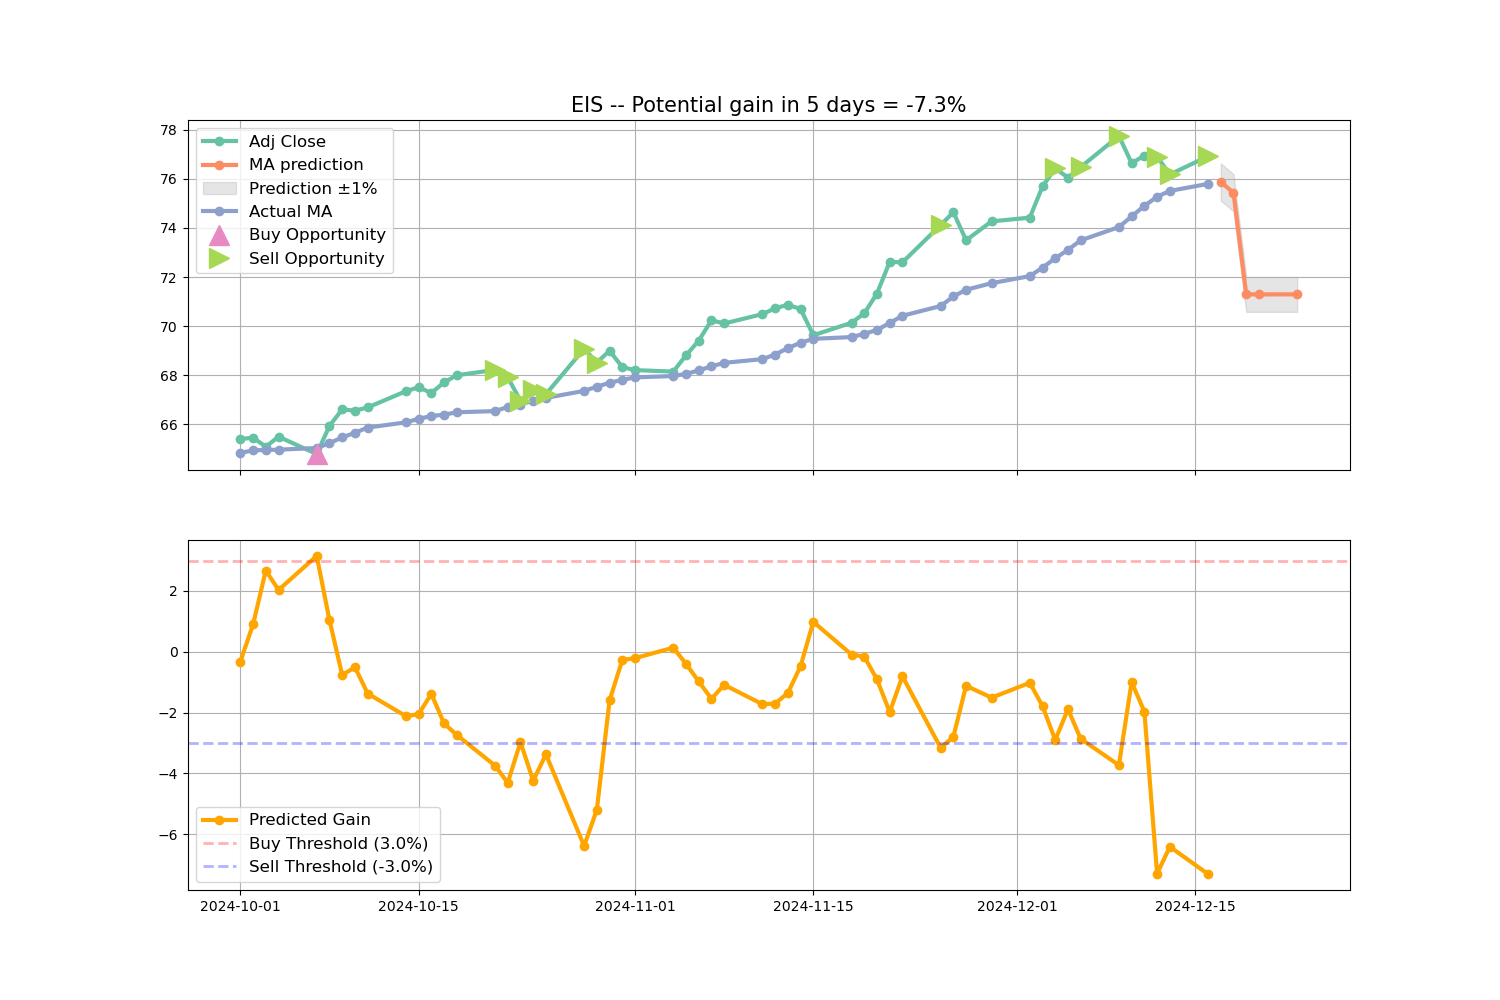 EIS -- Potential gain in 5 days = -7.3%
78
76
74
72
70
68
66
Adj Close
MA prediction
Prediction ±1%
Actual MA
Buy Opportunity
Sell Opportunity
2
0
−2
−4
−6
Predicted Gain
Buy Threshold (3.0%)
Sell Threshold (-3.0%)
2024-10-01
2024-10-15
2024-11-01
2024-11-15
2024-12-01
2024-12-15